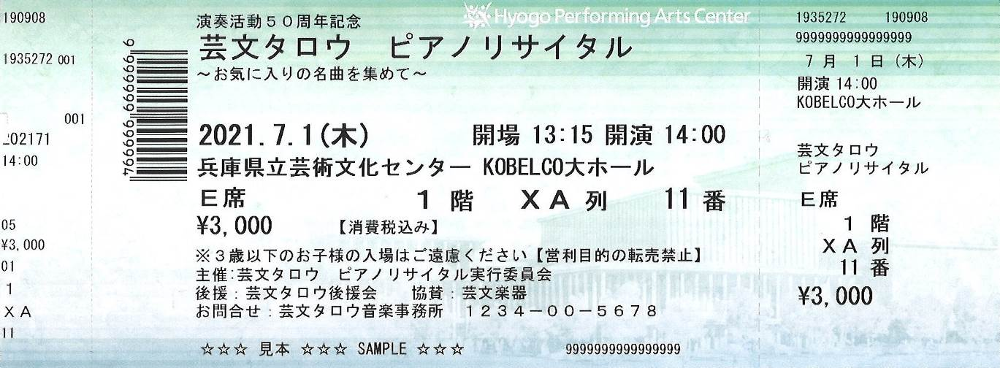 190908
1935272 001
001
202171
14:00
05
¥3,000
01
1
ＸＡ
11
4766666666666666
Hyogo Performing Arts Center
演奏活動５０周年記念
芸文タロウ　ピアノリサイタル
～お気に入りの名曲を集めて～
2021.7.1(木)　開場 13:15 開演 14:00
兵庫県立芸術文化センター KOBELCO大ホール
Ｅ席　１階　ＸＡ列　11番
¥3,000　【消費税込み】
※３歳以下のお子様の入場はご遠慮ください【営利目的の転売禁止】
主催:芸文タロウ　ピアノリサイタル実行委員会
後援：芸文タロウ後援会　協賛：芸文楽器
お問合せ：芸文タロウ音楽事務所　１２３４－００－５６７８
☆☆☆ 見本 ☆☆☆ SAMPLE ☆☆☆　9999999999999999
1935272　190908
9999999999999999
７月　１日（木）
開演 14:00
KOBELCO大ホール
芸文タロウ
ピアノリサイタル
Ｅ席
１階
ＸＡ列
11番
¥3,000